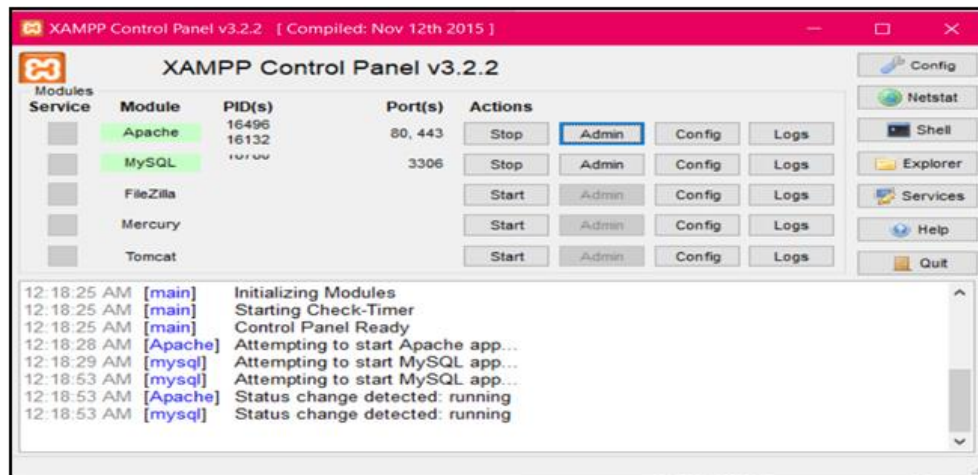 XAMPP Control Panel v3.2.2 [ Compiled: Nov 12th 2015 ]
XAMPP Control Panel v3.2.2
Config
Modules
Netstat
Service Module PID(s) Port(s) Actions
Apache 16496 16132 80, 443 Stop Admin Config Logs
Shell
MySQL 3306 Stop Admin Config Logs
Explorer
FileZilla Start Admin Config Logs
Services
Mercury Start Admin Config Logs
Help
Tomcat Start Admin Config Logs
Quit
12:18:25 AM [main] Initializing Modules
12:18:25 AM [main] Starting Check-Timer
12:18:25 AM [main] Control Panel Ready
12:18:28 AM [Apache] Attempting to start Apache app...
12:18:29 AM [mysql] Attempting to start MySQL app...
12:18:53 AM [mysql] Attempting to start MySQL app...
12:18:53 AM [Apache] Status change detected: running
12:18:53 AM [mysql] Status change detected: running